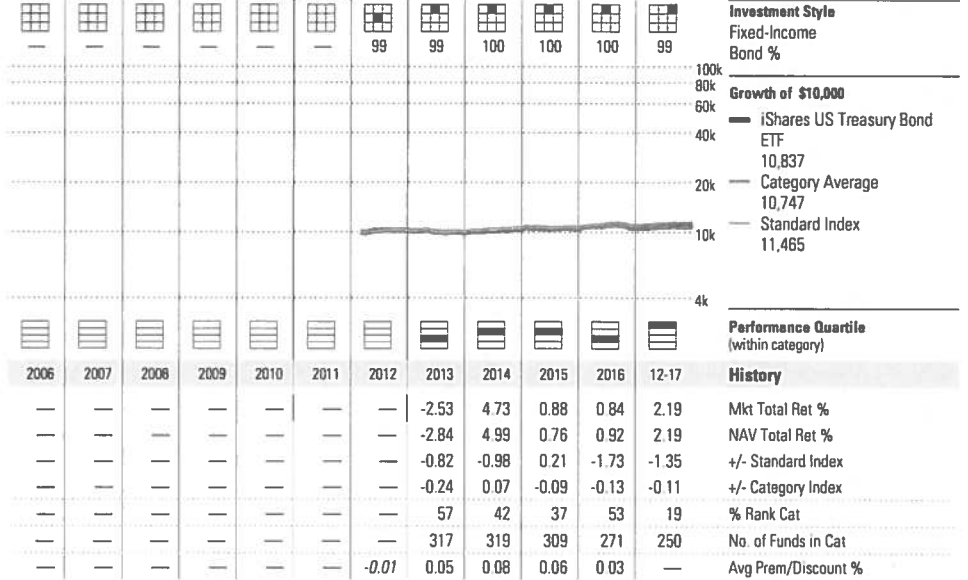 Investment Style
Fixed-Income
— — — — — — 99 99 100 100 100 99 Bond %
100k
80k
60k
40k
20k
10k
4k
Growth of $10,000
iShares US Treasury Bond
ETF
10,837
Category Average
10,747
Standard Index
11,465
Performance Quartile
(within category)
2006 2007 2008 2009 2010 2011 2012 2013 2014 2015 2016 12-17 History
— — — — — — — -2.53 4.73 0.88 0.84 2.19 Mkt Total Ret %
— — — — — — — -2.84 4.99 0.76 0.92 2.19 NAV Total Ret %
— — — — — — — -0.82 -0.98 0.21 -1.73 -1.35 +/- Standard Index
— — — — — — — -0.24 0.07 -0.09 -0.13 -0.11 +/- Category Index
— — — — — — — 57 42 37 53 19 % Rank Cat
— — — — — — — 317 319 309 271 250 No. of Funds in Cat
— — — — — — -0.01 0.05 0.08 0.06 0.03 — Avg Prem/Discount %